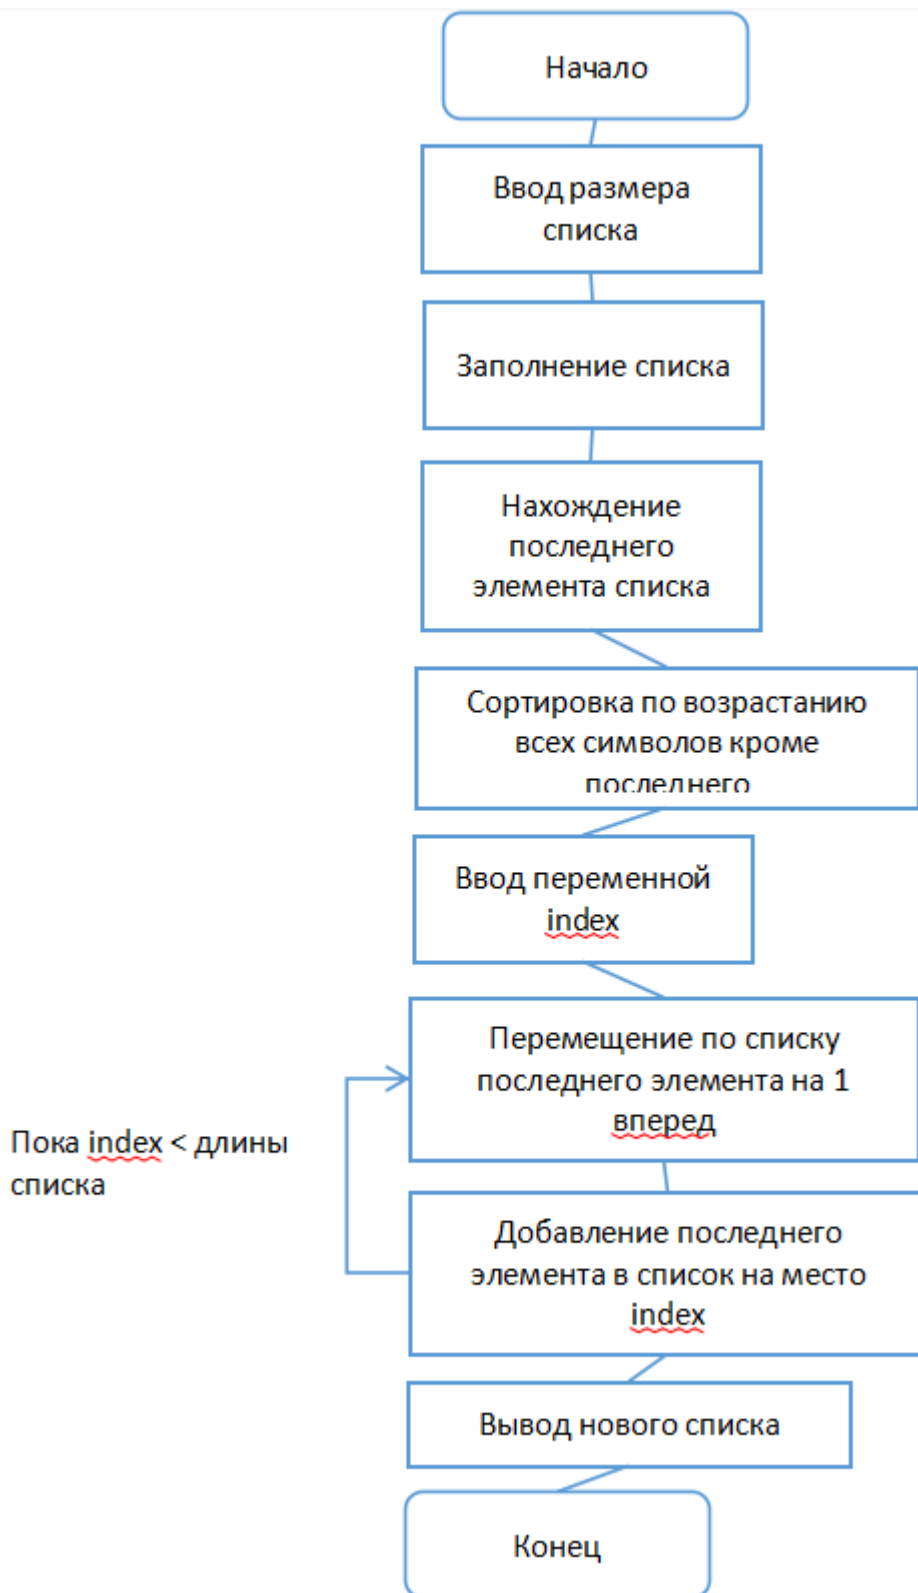 Начало
Ввод размера
списка
Заполнение списка
Нахождение
последнего
элемента списка
Сортировка по возрастанию
всех символов кроме
последнего
Ввод переменной
index
Перемещение по списку
последнего элемента на 1
вперед
Пока index < длины
списка
Добавление последнего
элемента в список на место
index
Вывод нового списка
Конец